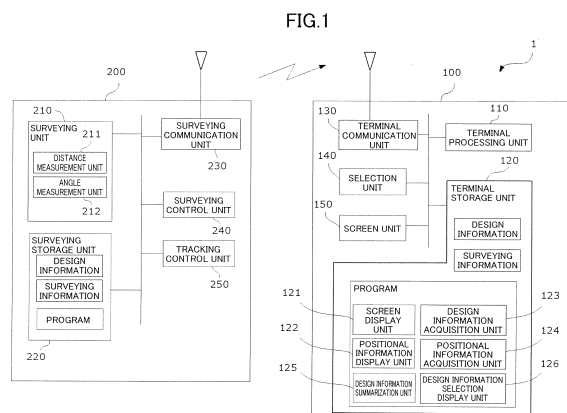 FIG.1
1
200
210
SURVEYING
UNIT
211
DISTANCE
MEASUREMENT UNIT
ANGLE
MEASUREMENT UNIT
212
SURVEYING
COMMUNICATION
UNIT
230
SURVEYING
CONTROL UNIT
240
TRACKING
CONTROL UNIT
250
SURVEYING
STORAGE UNIT
DESIGN
INFORMATION
SURVEYING
INFORMATION
PROGRAM
220
100
130
TERMINAL
COMMUNICATION
UNIT
110
TERMINAL
PROCESSING UNIT
140
SELECTION
UNIT
150
SCREEN UNIT
120
TERMINAL
STORAGE UNIT
DESIGN
INFORMATION
SURVEYING
INFORMATION
PROGRAM
121
SCREEN
DISPLAY
UNIT
123
DESIGN
INFORMATION
ACQUISITION UNIT
122
POSITIONAL
INFORMATION
DISPLAY UNIT
124
POSITIONAL
INFORMATION
ACQUISITION UNIT
125
DESIGN INFORMATION
SUMMARIZATION UNIT
126
DESIGN INFORMATION
SELECTION
DISPLAY UNIT